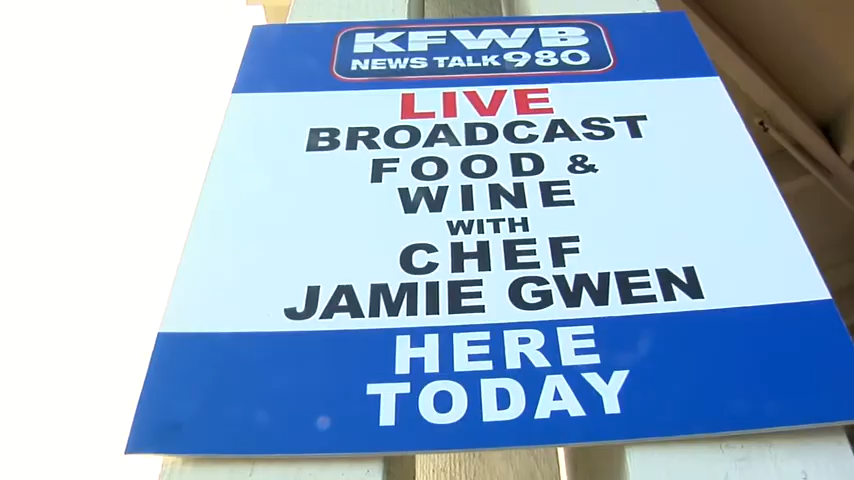 KFWB
NEWS TALK 980
LIVE
BROADCAST
FOOD &
WINE
WITH
CHEF
JAMIE GWEN
HERE
TODAY